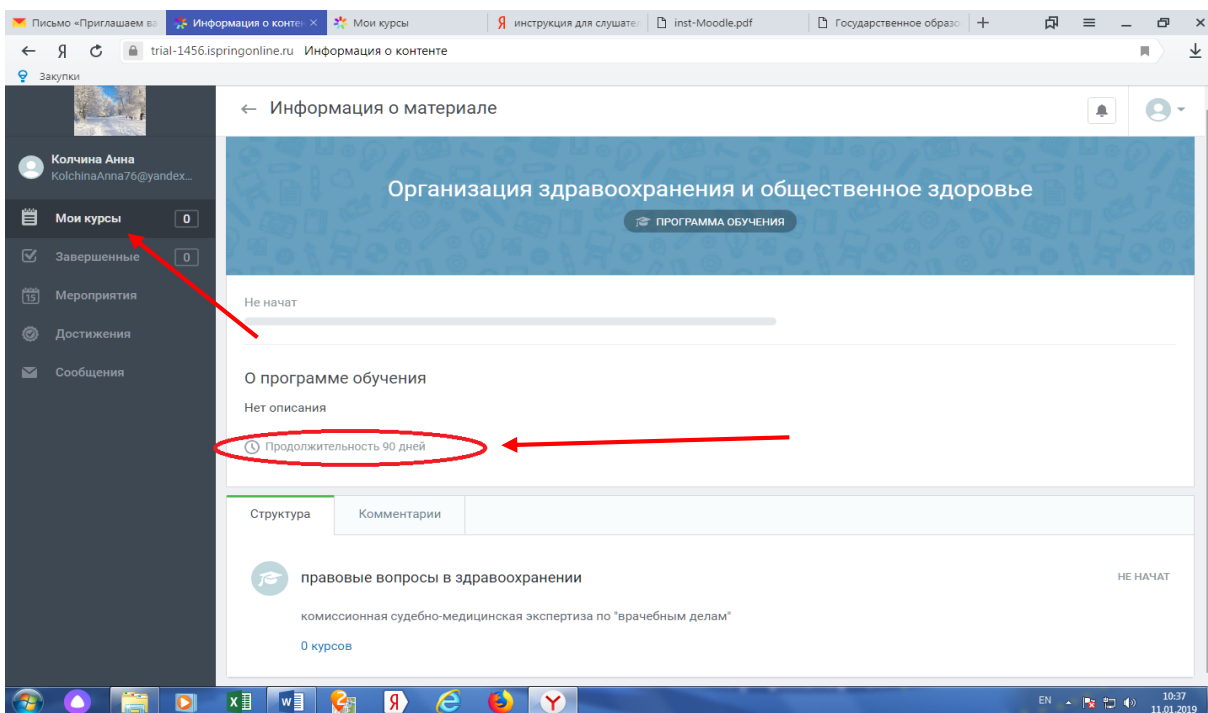 Письмо «Приглашаем ва
Информация о контен
Мои курсы
Я инструкция для слушател
inst-Moodle.pdf
Государственное образо
Я
trial-1456.ispringonline.ru Информация о контенте
Закупки
Информация о материале
Колчина Анна
KolchinaAnna76@yandex...
Мои курсы 0
Завершенные 0
15 Мероприятия
Достижения
Сообщения
Организация здравоохранения и общественное здоровье
ПРОГРАММА ОБУЧЕНИЯ
Не начат
О программе обучения
Нет описания
Продолжительность 90 дней
Структура
Комментарии
правовые вопросы в здравоохранении
НЕ НАЧАТ
комиссионная судебно-медицинская экспертиза по "врачебным делам"
0 курсов
EN
10:37
11.01.2019